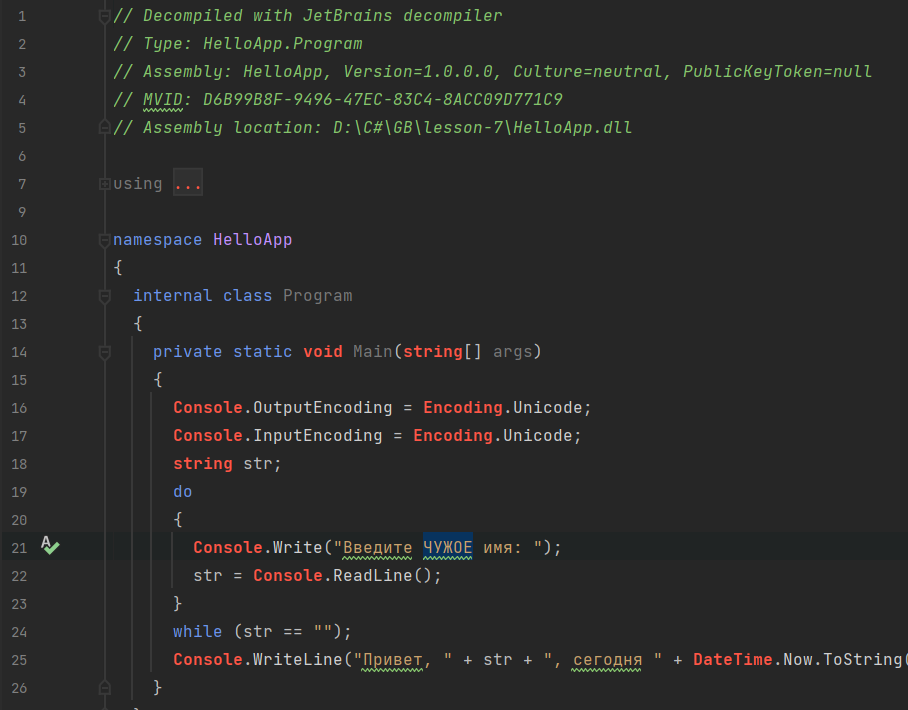 1 // Decompiled with JetBrains decompiler
2 // Type: HelloApp.Program
3 // Assembly: HelloApp, Version=1.0.0.0, Culture=neutral, PublicKeyToken=null
4 // MVID: D6B99B8F-9496-47EC-83C4-8ACC09D771C9
5 // Assembly location: D:\C#\GB\lesson-7\HelloApp.dll
6
7 using ...
9
10 namespace HelloApp
11 {
12 internal class Program
13 {
14 private static void Main(string[] args)
15 {
16 Console.OutputEncoding = Encoding.Unicode;
17 Console.InputEncoding = Encoding.Unicode;
18 string str;
19 do
20 {
21 Console.Write("Введите ЧУЖОЕ имя: ");
22 str = Console.ReadLine();
23 }
24 while (str == "");
25 Console.WriteLine("Привет, " + str + ", сегодня " + DateTime.Now.ToString(
26 }